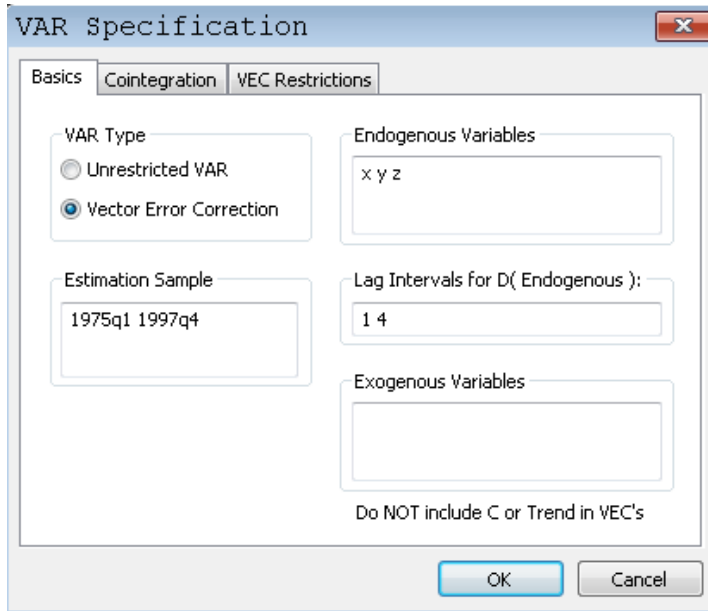 VAR Specification
Basics
Cointegration
VEC Restrictions
VAR Type
Unrestricted VAR
Vector Error Correction
Endogenous Variables
x y z
Estimation Sample
1975q1 1997q4
Lag Intervals for D( Endogenous ):
1 4
Exogenous Variables
Do NOT include C or Trend in VEC's
OK
Cancel